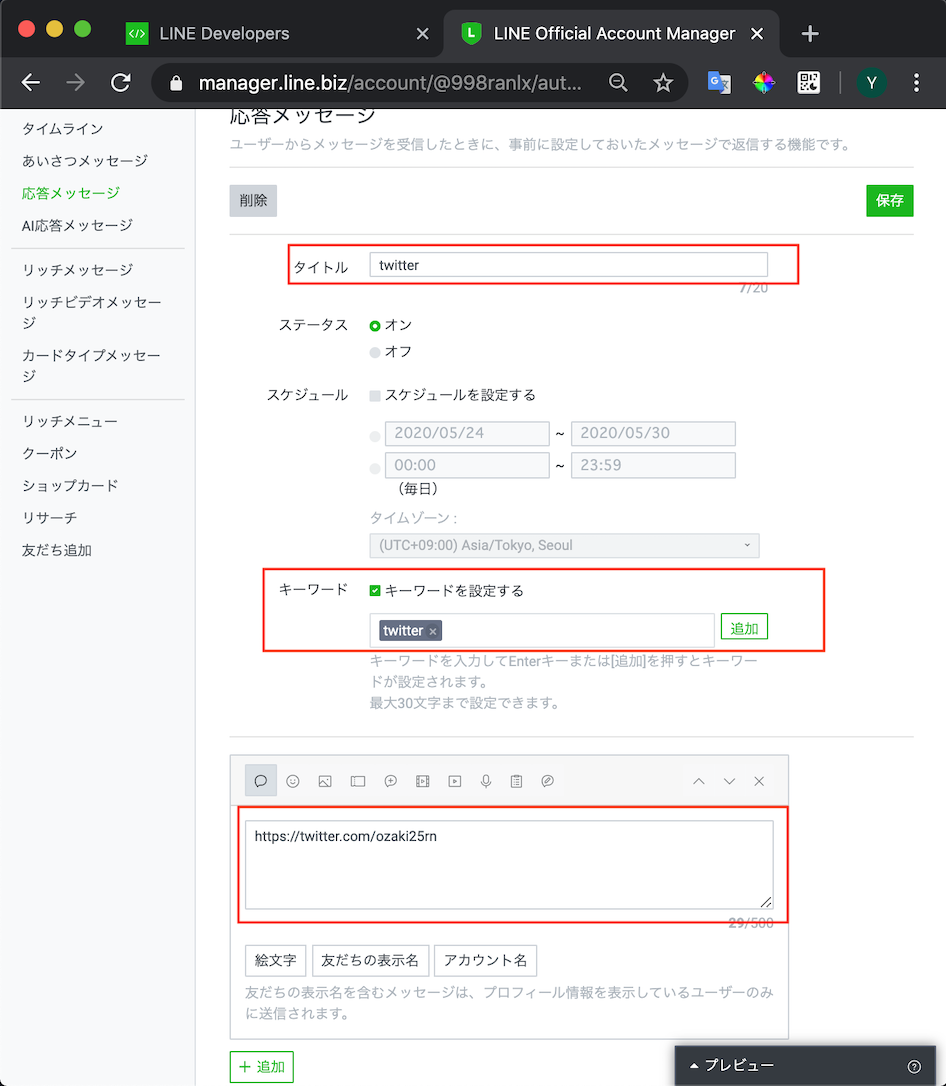 LINE Developers
LINE Official Account Manager
manager.line.biz/account/@998ranlx/aut...
Y
タイムライン
あいさつメッセージ
応答メッセージ
AI応答メッセージ
リッチメッセージ
リッチビデオメッセー
ジ
カードタイプメッセー
ジ
リッチメニュー
クーポン
ショップカード
リサーチ
友だち追加
応答メッセージ
ユーザーからメッセージを受信したときに、事前に設定しておいたメッセージで返信する機能です。
削除
保存
タイトル twitter
7/20
ステータス オン
オフ
スケジュール スケジュールを設定する
2020/05/24 ~ 2020/05/30
00:00 ~ 23:59
（毎日）
タイムゾーン :
(UTC+09:00) Asia/Tokyo, Seoul
キーワード キーワードを設定する
twitter × 追加
キーワードを入力してEnterキーまたは[追加]を押すとキーワー
ドが設定されます。
最大30文字まで設定できます。
https://twitter.com/ozaki25rn
29/500
絵文字 友だちの表示名 アカウント名
友だちの表示名を含むメッセージは、プロフィール情報を表示しているユーザーのみ
に送信されます。
+ 追加
プレビュー